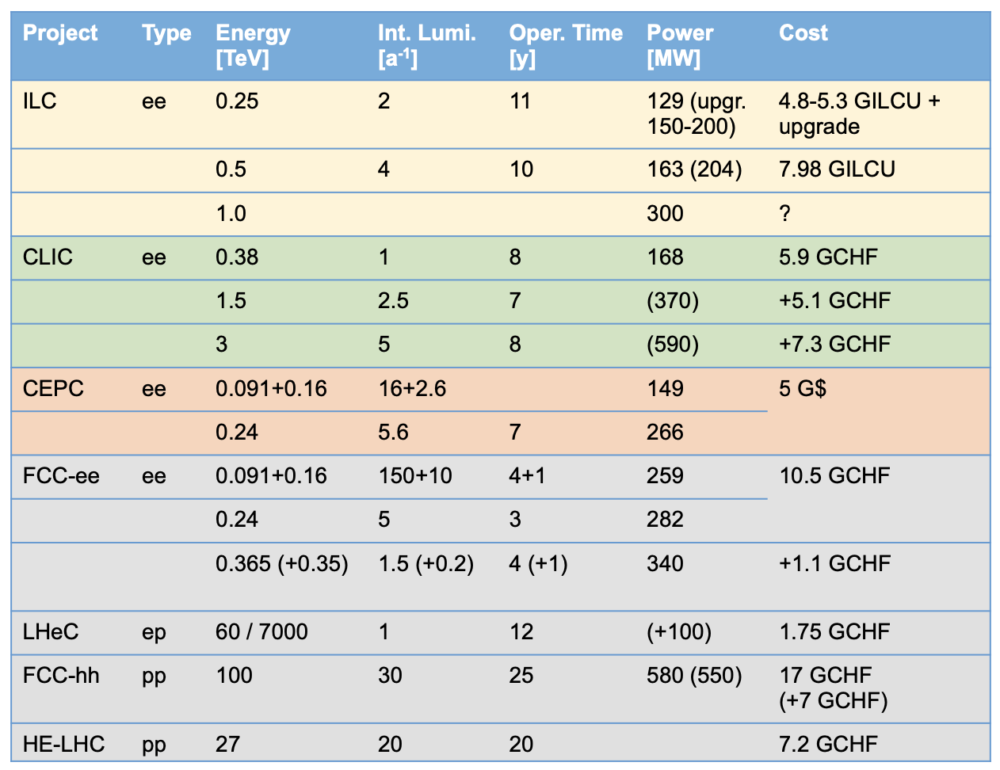 Project Type Energy [TeV] Int. Lumi. [a⁻¹] Oper. Time [y] Power [MW] Cost
ILC ee 0.25 2 11 129 (upgr. 150-200) 4.8-5.3 GILCU + upgrade
0.5 4 10 163 (204) 7.98 GILCU
1.0 300 ?
CLIC ee 0.38 1 8 168 5.9 GCHF
1.5 2.5 7 (370) +5.1 GCHF
3 5 8 (590) +7.3 GCHF
CEPC ee 0.091+0.16 16+2.6 149 5 G$
0.24 5.6 7 266
FCC-ee ee 0.091+0.16 150+10 4+1 259 10.5 GCHF
0.24 5 3 282
0.365 (+0.35) 1.5 (+0.2) 4 (+1) 340 +1.1 GCHF
LHeC ep 60 / 7000 1 12 (+100) 1.75 GCHF
FCC-hh pp 100 30 25 580 (550) 17 GCHF (+7 GCHF)
HE-LHC pp 27 20 20 7.2 GCHF